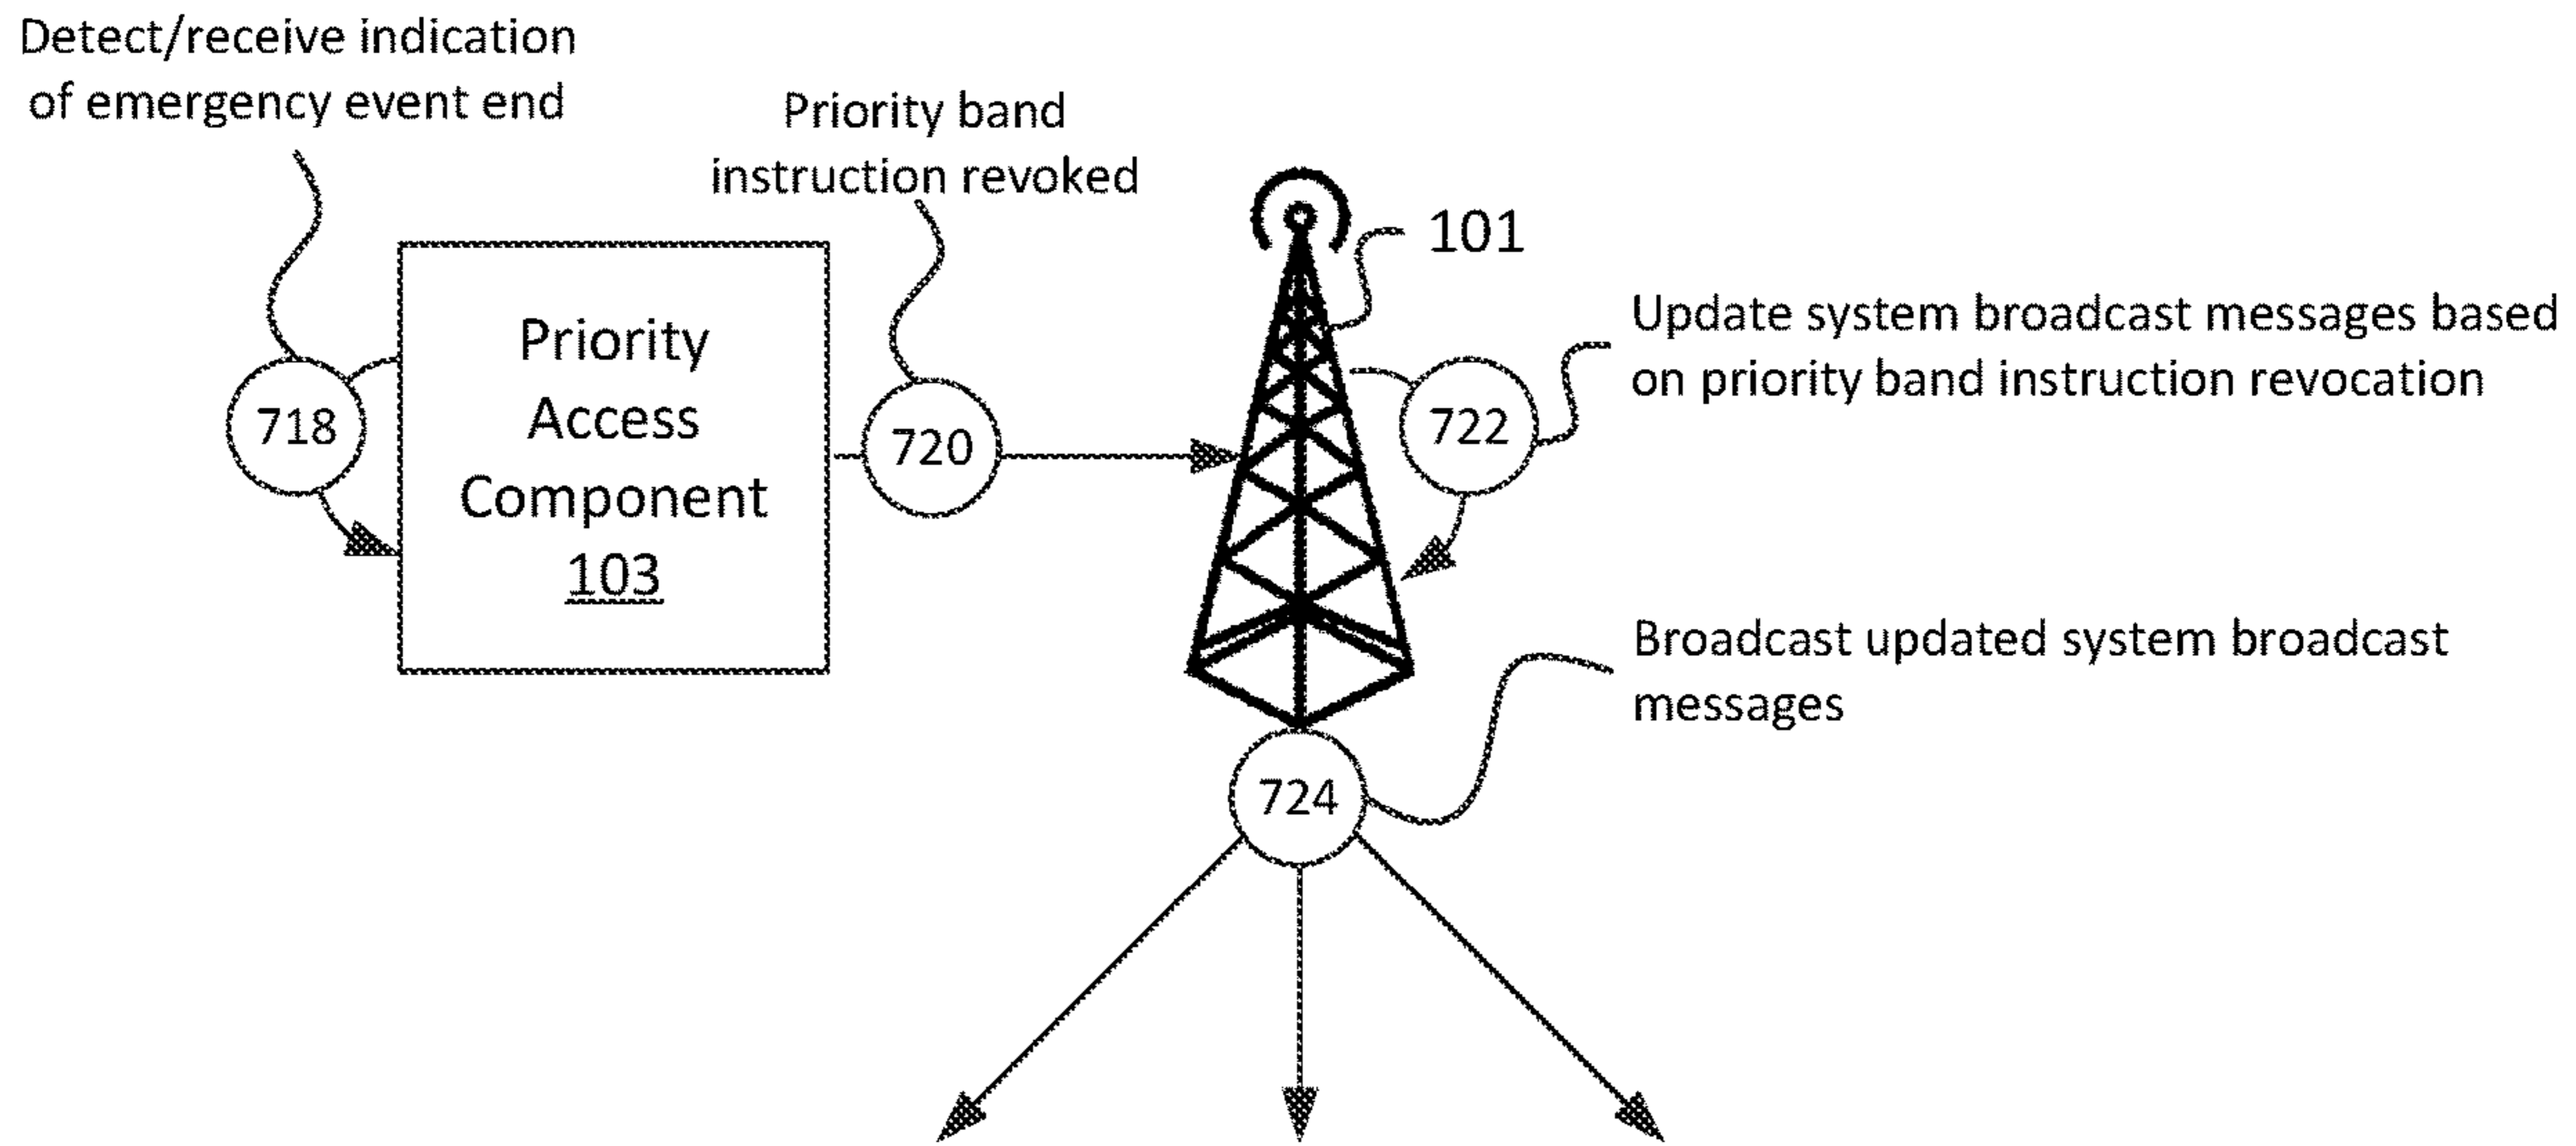 Detect/receive indication
of emergency event end
Priority band
instruction revoked
101
Update system broadcast messages based
on priority band instruction revocation
Priority
Access
Component
103
718
720
722
Broadcast updated system broadcast
messages
724